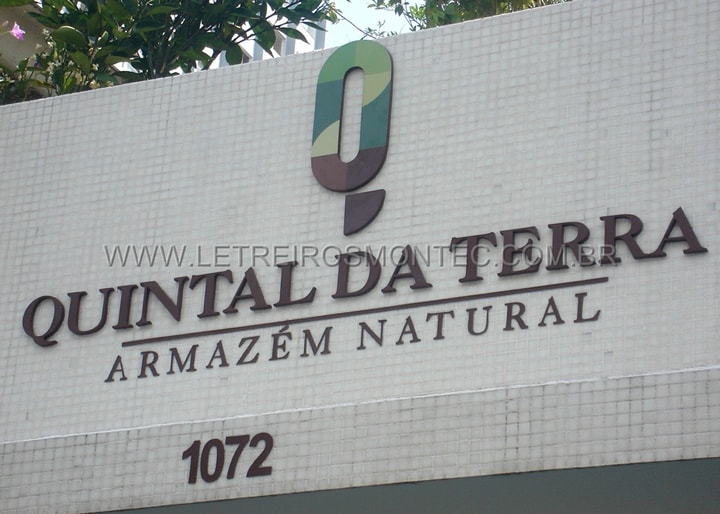 Q
WWW.LETREIROSMONTEC.COM.BR
QUINTAL DA TERRA
ARMAZÉM NATURAL
1072